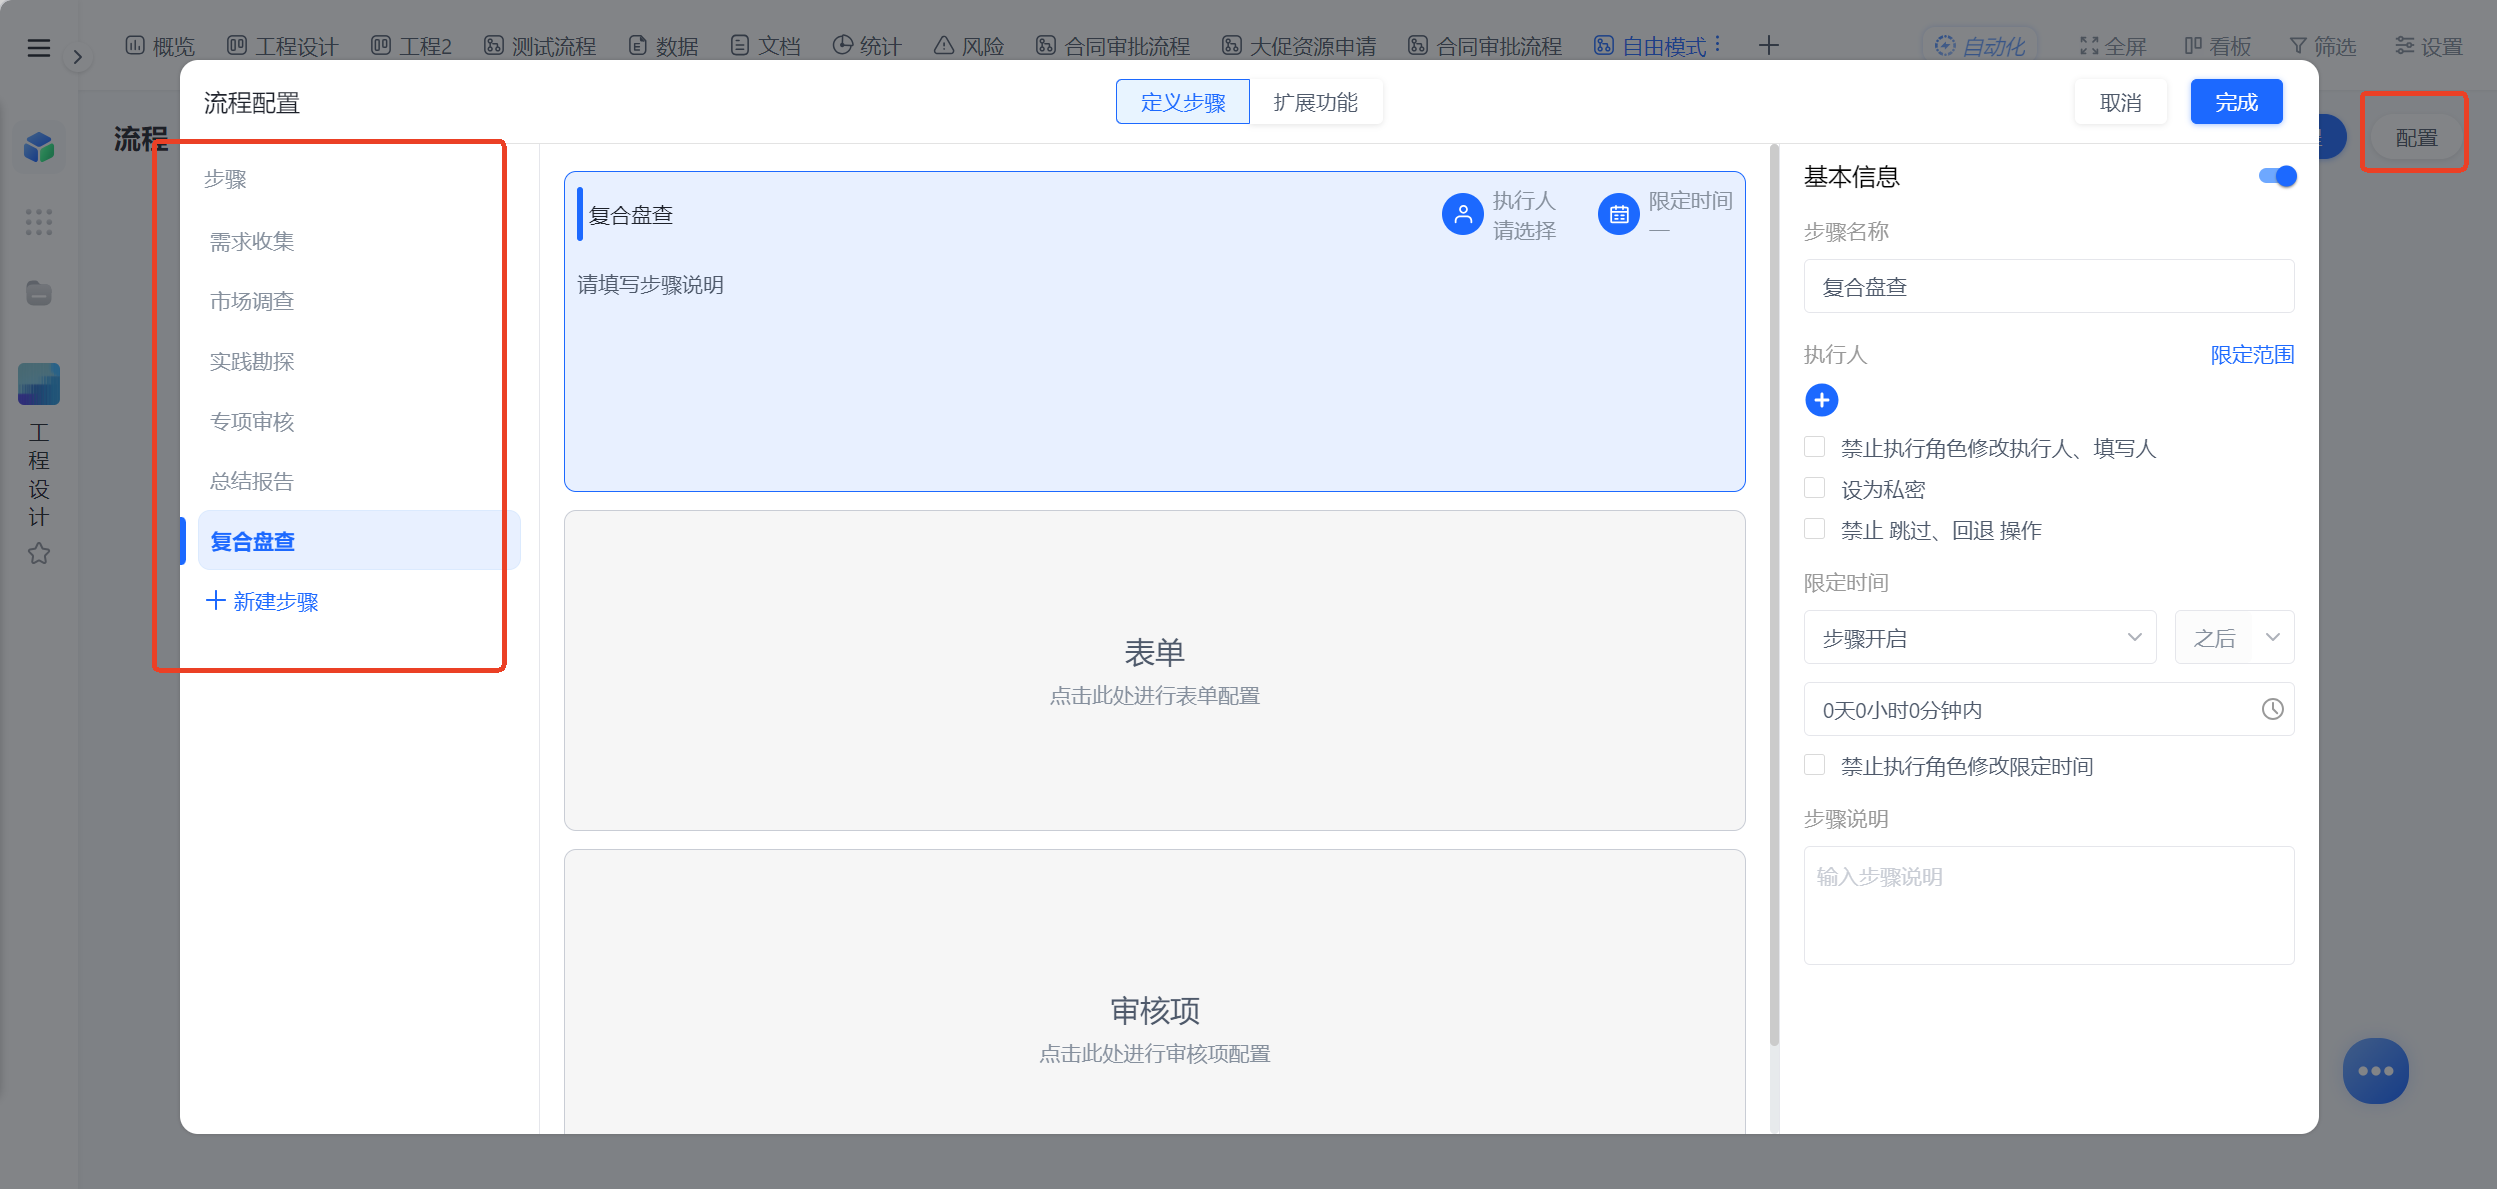 概览
工程设计
工程2
测试流程
数据
文档
统计
风险
合同审批流程
大促资源申请
合同审批流程
自由模式
自动化
全屏
看板
筛选
设置
流程配置
定义步骤
扩展功能
取消
完成
流程
配置
工程设计
步骤
需求收集
市场调查
实践勘探
专项审核
总结报告
复合盘查
新建步骤
复合盘查
执行人
请选择
限定时间
—
请填写步骤说明
表单
点击此处进行表单配置
审核项
点击此处进行审核项配置
基本信息
步骤名称
复合盘查
执行人
限定范围
禁止执行角色修改执行人、填写人
设为私密
禁止 跳过、回退 操作
限定时间
步骤开启
之后
0天0小时0分钟内
禁止执行角色修改限定时间
步骤说明
输入步骤说明